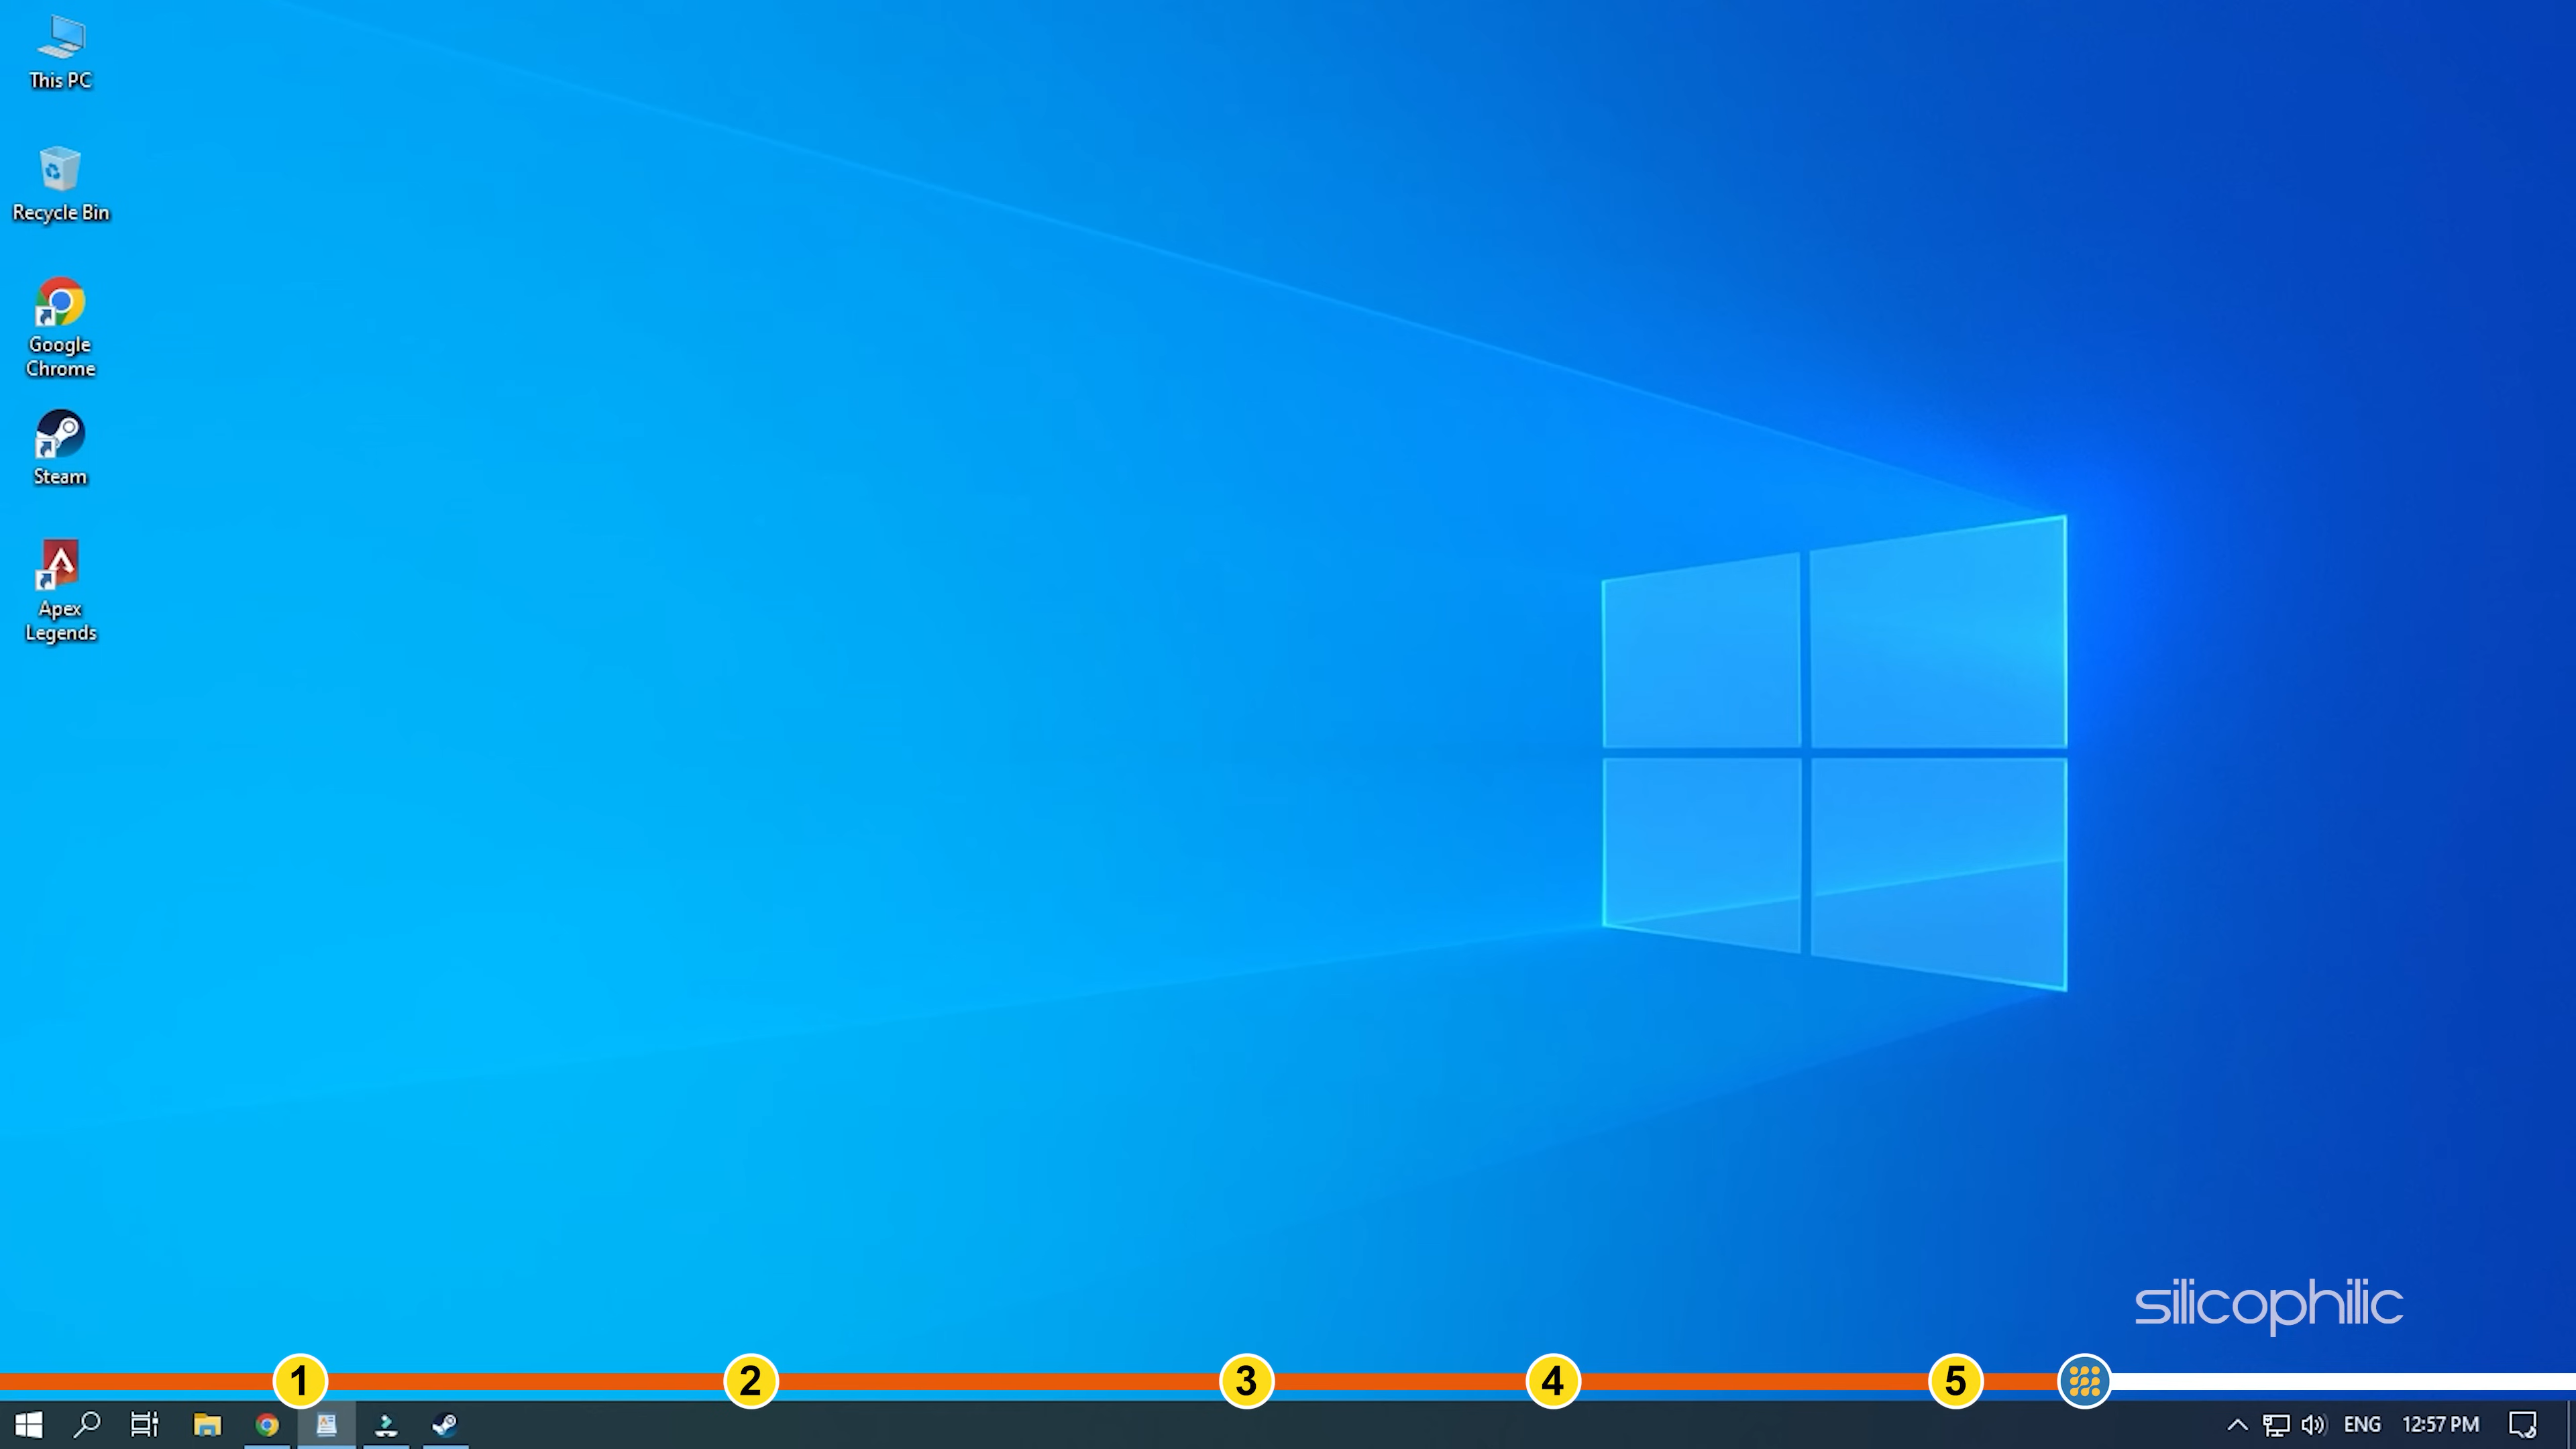 This PC
Recycle Bin
Google
Chrome
Steam
Apex
Legends
silicophilic
1 2 3 4 5
ENG 12:57 PM